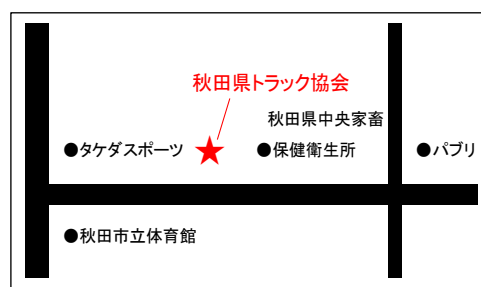 秋田県トラック協会
秋田県中央家畜
●タケダスポーツ
●保健衛生所
●パブリ
●秋田市立体育館